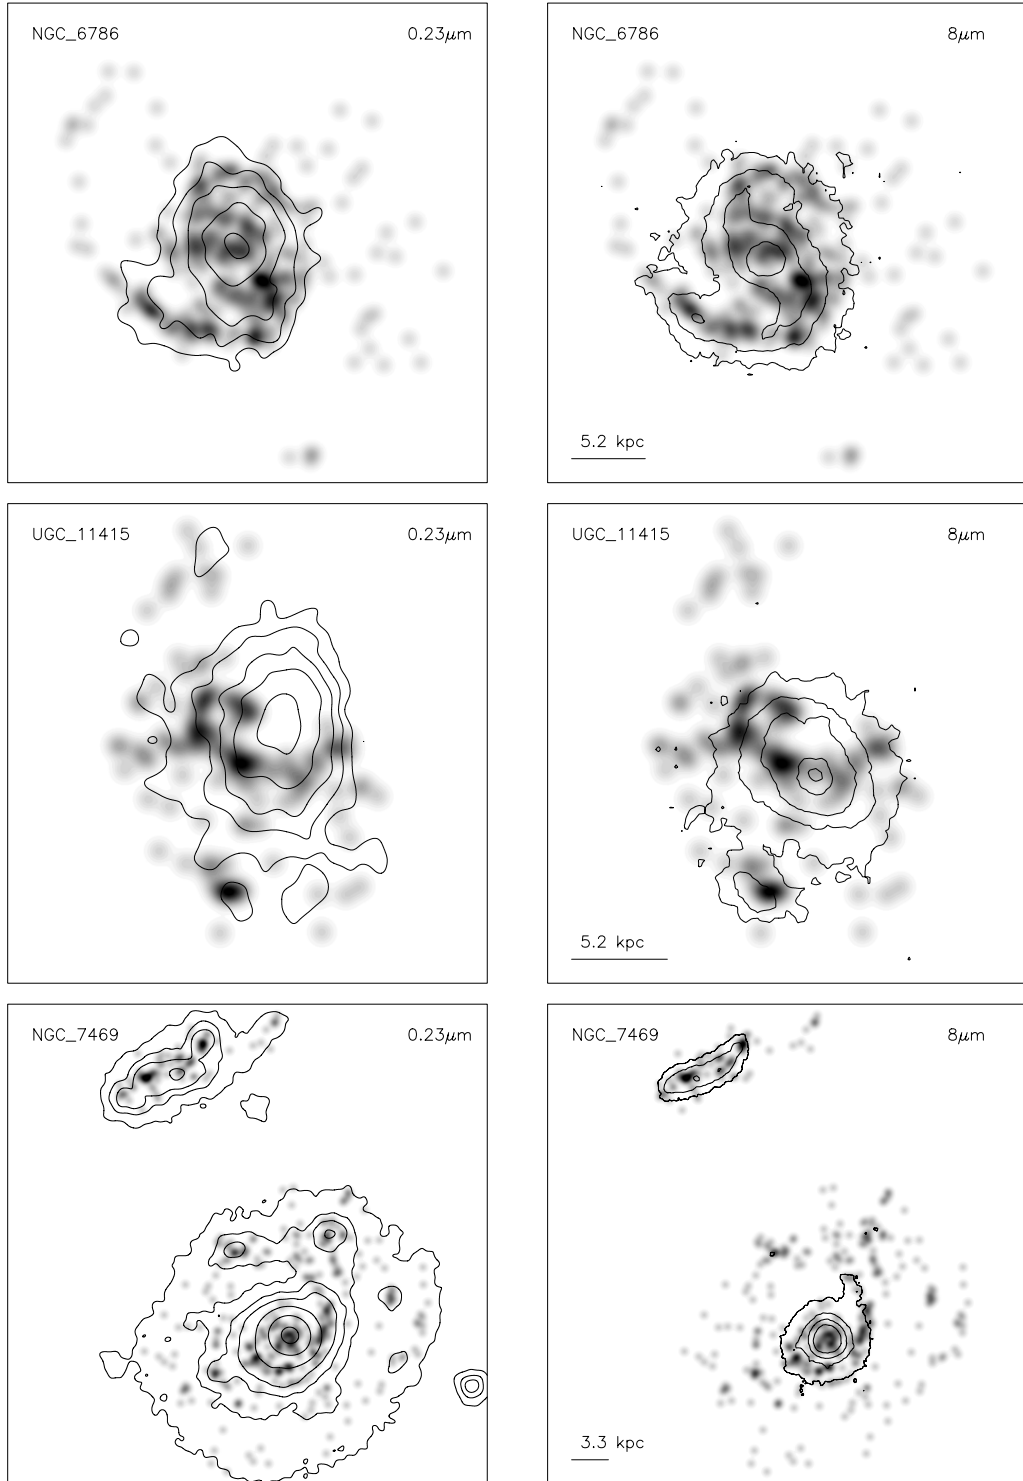 NGC_6786 0.23μm
NGC_6786 8μm
5.2 kpc
UGC_11415 0.23μm
UGC_11415 8μm
5.2 kpc
NGC_7469 0.23μm
NGC_7469 8μm
3.3 kpc